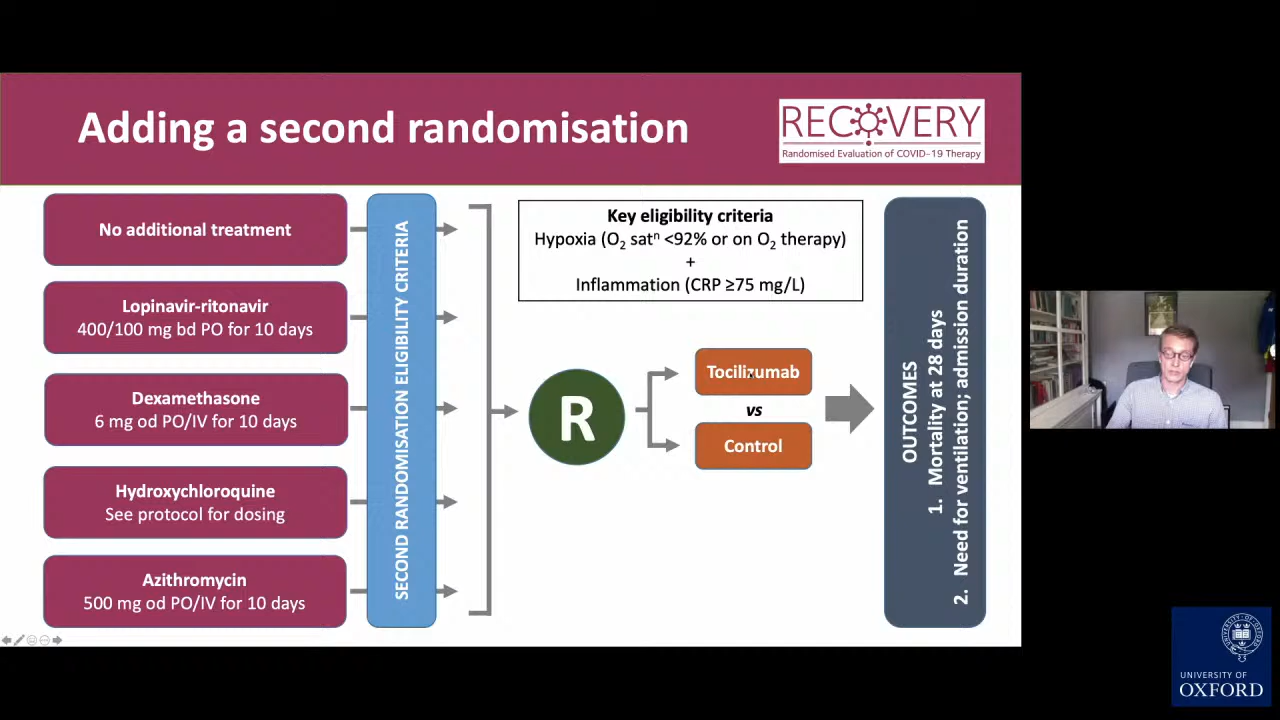 Adding a second randomisation
RECOVERY
Randomised Evaluation of COVID-19 Therapy
No additional treatment
Lopinavir-ritonavir
400/100 mg bd PO for 10 days
Dexamethasone
6 mg od PO/IV for 10 days
Hydroxychloroquine
See protocol for dosing
Azithromycin
500 mg od PO/IV for 10 days
SECOND RANDOMISATION ELIGIBILITY CRITERIA
Key eligibility criteria
Hypoxia (O₂ satⁿ <92% or on O₂ therapy)
+
Inflammation (CRP ≥75 mg/L)
R
Tocilizumab
vs
Control
OUTCOMES
1. Mortality at 28 days
2. Need for ventilation; admission duration
UNIVERSITY OF
OXFORD